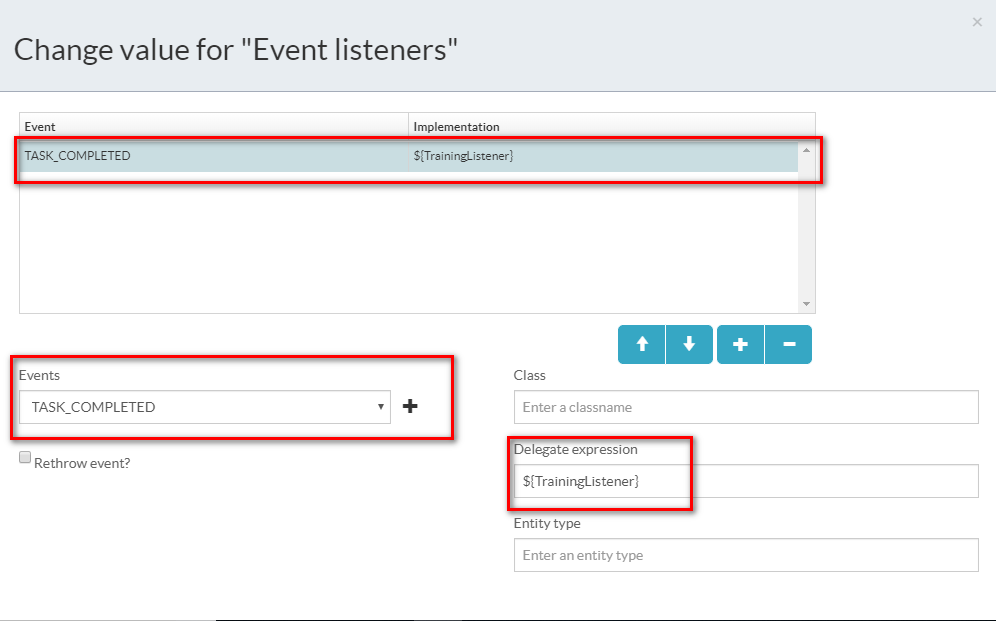 Change value for "Event listeners"
×
Event Implementation
TASK_COMPLETED ${TrainingListener}
Events
TASK_COMPLETED
Rethrow event?
Class
Enter a classname
Delegate expression
${TrainingListener}
Entity type
Enter an entity type